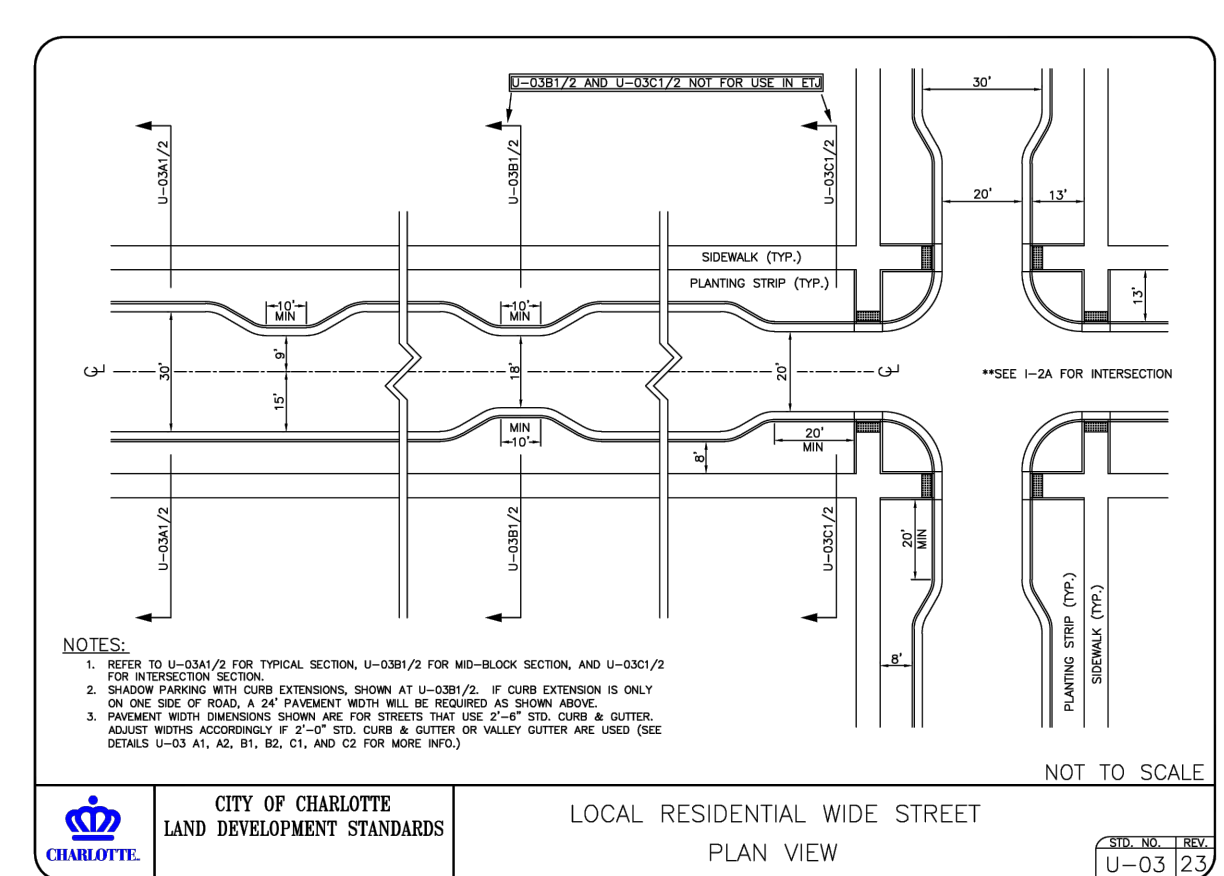 U-03B1/2 AND U-03C1/2 NOT FOR USE IN ETJ
30'
U-03A1/2
U-03B1/2
U-03C1/2
20'
13'
SIDEWALK (TYP.)
PLANTING STRIP (TYP.)
10'
MIN
10'
MIN
13'
30'
9'
15'
18'
20'
**SEE I-2A FOR INTERSECTION
MIN
10'
20'
MIN
8'
U-03A1/2
U-03B1/2
U-03C1/2
20'
MIN
8'
PLANTING STRIP (TYP.)
SIDEWALK (TYP.)
NOTES:
1. REFER TO U-03A1/2 FOR TYPICAL SECTION, U-03B1/2 FOR MID-BLOCK SECTION, AND U-03C1/2
FOR INTERSECTION SECTION.
2. SHADOW PARKING WITH CURB EXTENSIONS, SHOWN AT U-03B1/2. IF CURB EXTENSION IS ONLY
ON ONE SIDE OF ROAD, A 24' PAVEMENT WIDTH WILL BE REQUIRED AS SHOWN ABOVE.
3. PAVEMENT WIDTH DIMENSIONS SHOWN ARE FOR STREETS THAT USE 2'-6" STD. CURB & GUTTER.
ADJUST WIDTHS ACCORDINGLY IF 2'-0" STD. CURB & GUTTER OR VALLEY GUTTER ARE USED (SEE
DETAILS U-03 A1, A2, B1, B2, C1, AND C2 FOR MORE INFO.)
NOT TO SCALE
CHARLOTTE.
CITY OF CHARLOTTE
LAND DEVELOPMENT STANDARDS
LOCAL RESIDENTIAL WIDE STREET
PLAN VIEW
STD. NO. REV.
U-03 23